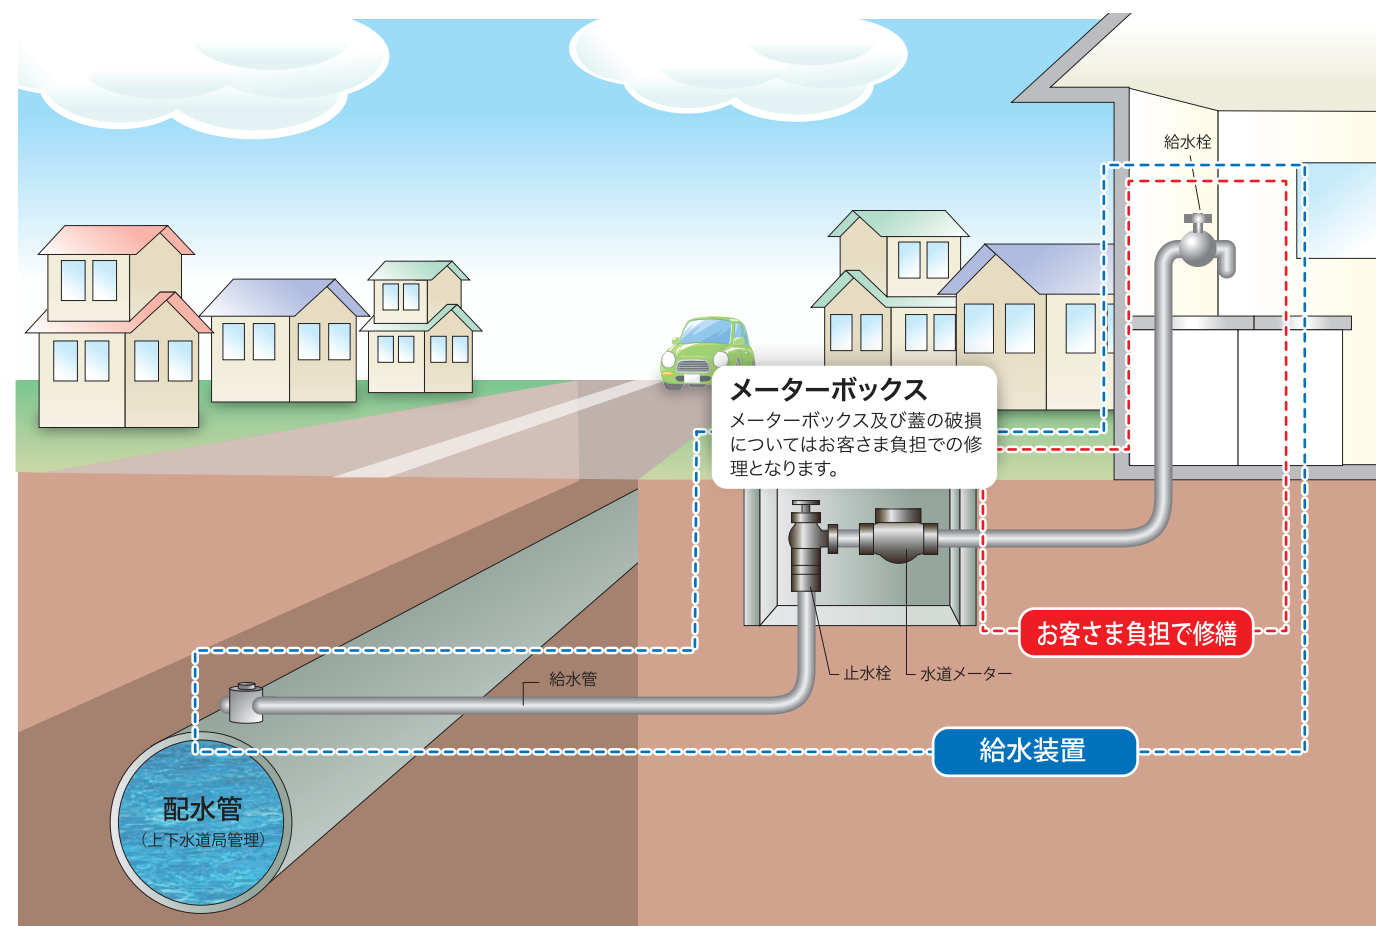 給水栓
メーターボックス
メーターボックス及び蓋の破損
についてはお客さま負担での修
理となります。
お客さま負担で修繕
給水管
止水栓
水道メーター
給水装置
配水管
（上下水道局管理）